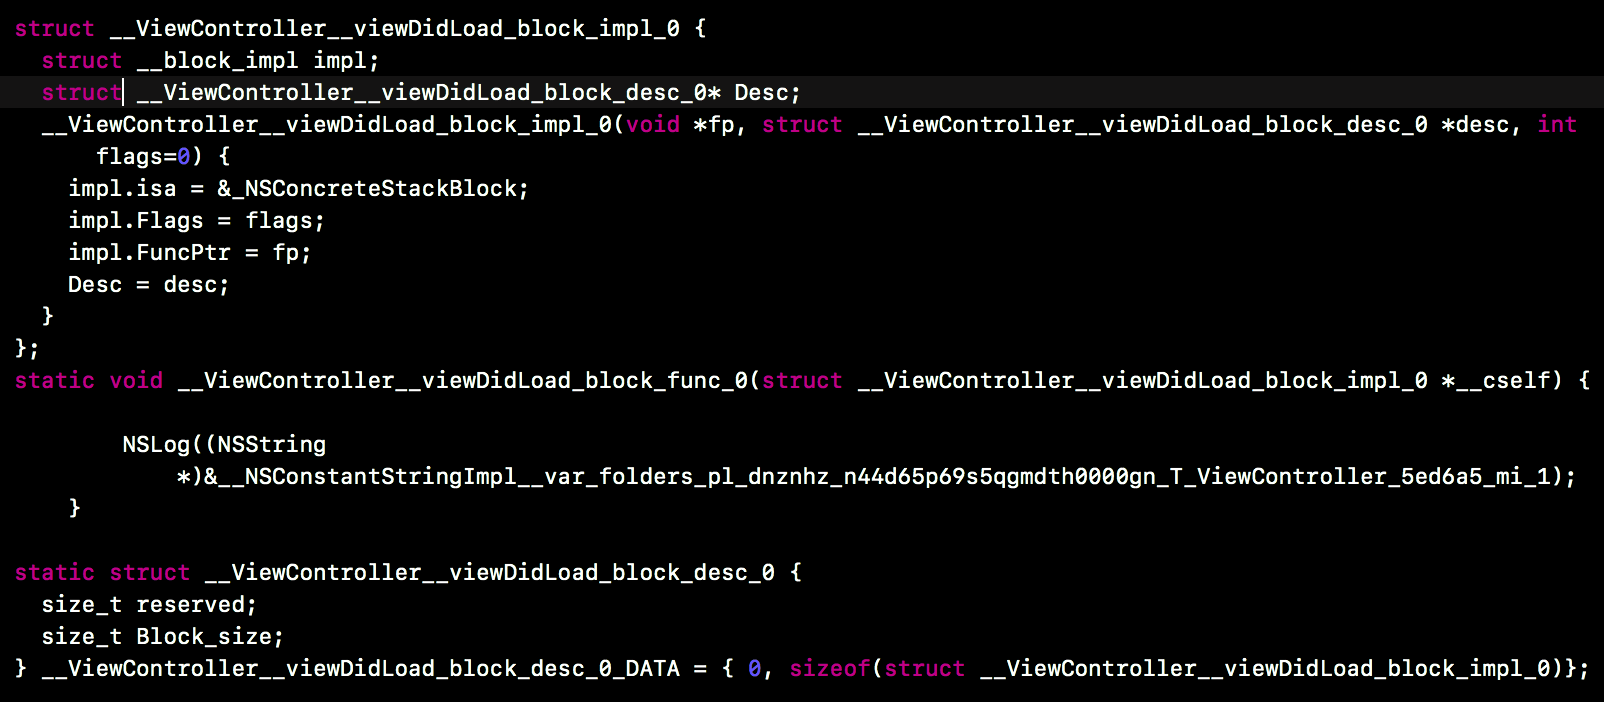 struct __ViewController__viewDidLoad_block_impl_0 {
  struct __block_impl impl;
  struct __ViewController__viewDidLoad_block_desc_0* Desc;
  __ViewController__viewDidLoad_block_impl_0(void *fp, struct __ViewController__viewDidLoad_block_desc_0 *desc, int
      flags=0) {
    impl.isa = &_NSConcreteStackBlock;
    impl.Flags = flags;
    impl.FuncPtr = fp;
    Desc = desc;
  }
};
static void __ViewController__viewDidLoad_block_func_0(struct __ViewController__viewDidLoad_block_impl_0 *__cself) {
        NSLog((NSString
            *)&__NSConstantStringImpl__var_folders_pl_dnznhz_n44d65p69s5qgmdth0000gn_T_ViewController_5ed6a5_mi_1);
    }
static struct __ViewController__viewDidLoad_block_desc_0 {
  size_t reserved;
  size_t Block_size;
} __ViewController__viewDidLoad_block_desc_0_DATA = { 0, sizeof(struct __ViewController__viewDidLoad_block_impl_0)};